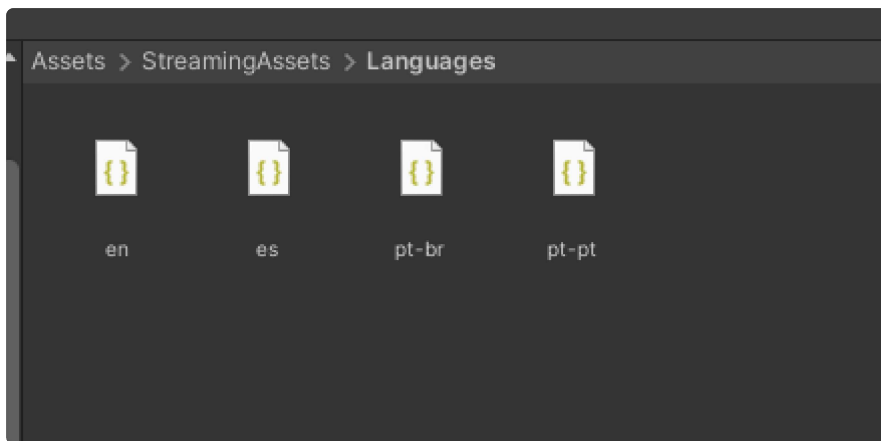 Assets > StreamingAssets > Languages
{} {} {} {}
en es pt-br pt-pt